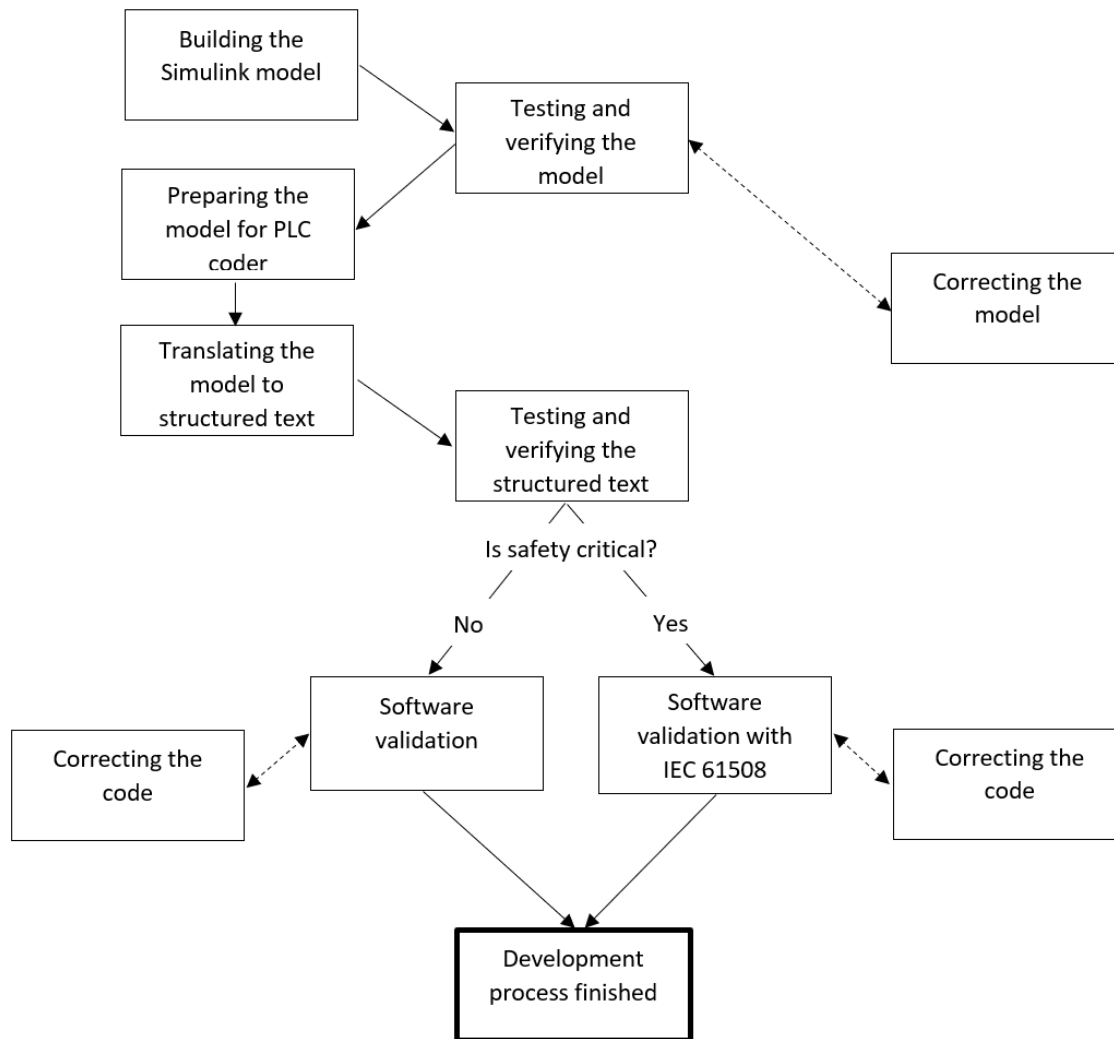 Building the
Simulink model
Testing and
verifying the
model
Preparing the
model for PLC
coder
Correcting the
model
Translating the
model to
structured text
Testing and
verifying the
structured text
Is safety critical?
No
Yes
Software
validation
Software
validation with
IEC 61508
Correcting the
code
Correcting the
code
Development
process finished